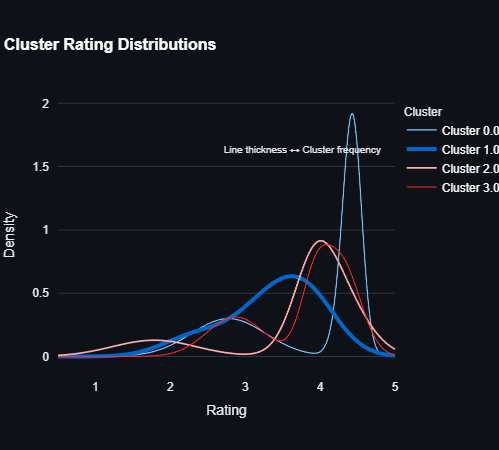 Cluster Rating Distributions
Cluster
Cluster 0.0
Cluster 1.0
Cluster 2.0
Cluster 3.0
Line thickness ↔ Cluster frequency
Density
2
1.5
1
0.5
0
1 2 3 4 5
Rating